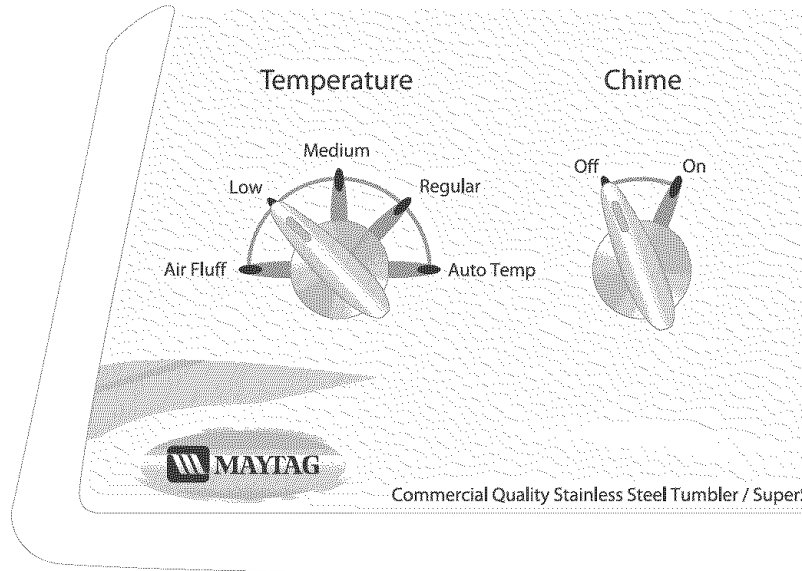 Temperature
Chime
Medium
Low
Regular
Off
On
Air Fluff
Auto Temp
MAYTAG
Commercial Quality Stainless Steel Tumbler /